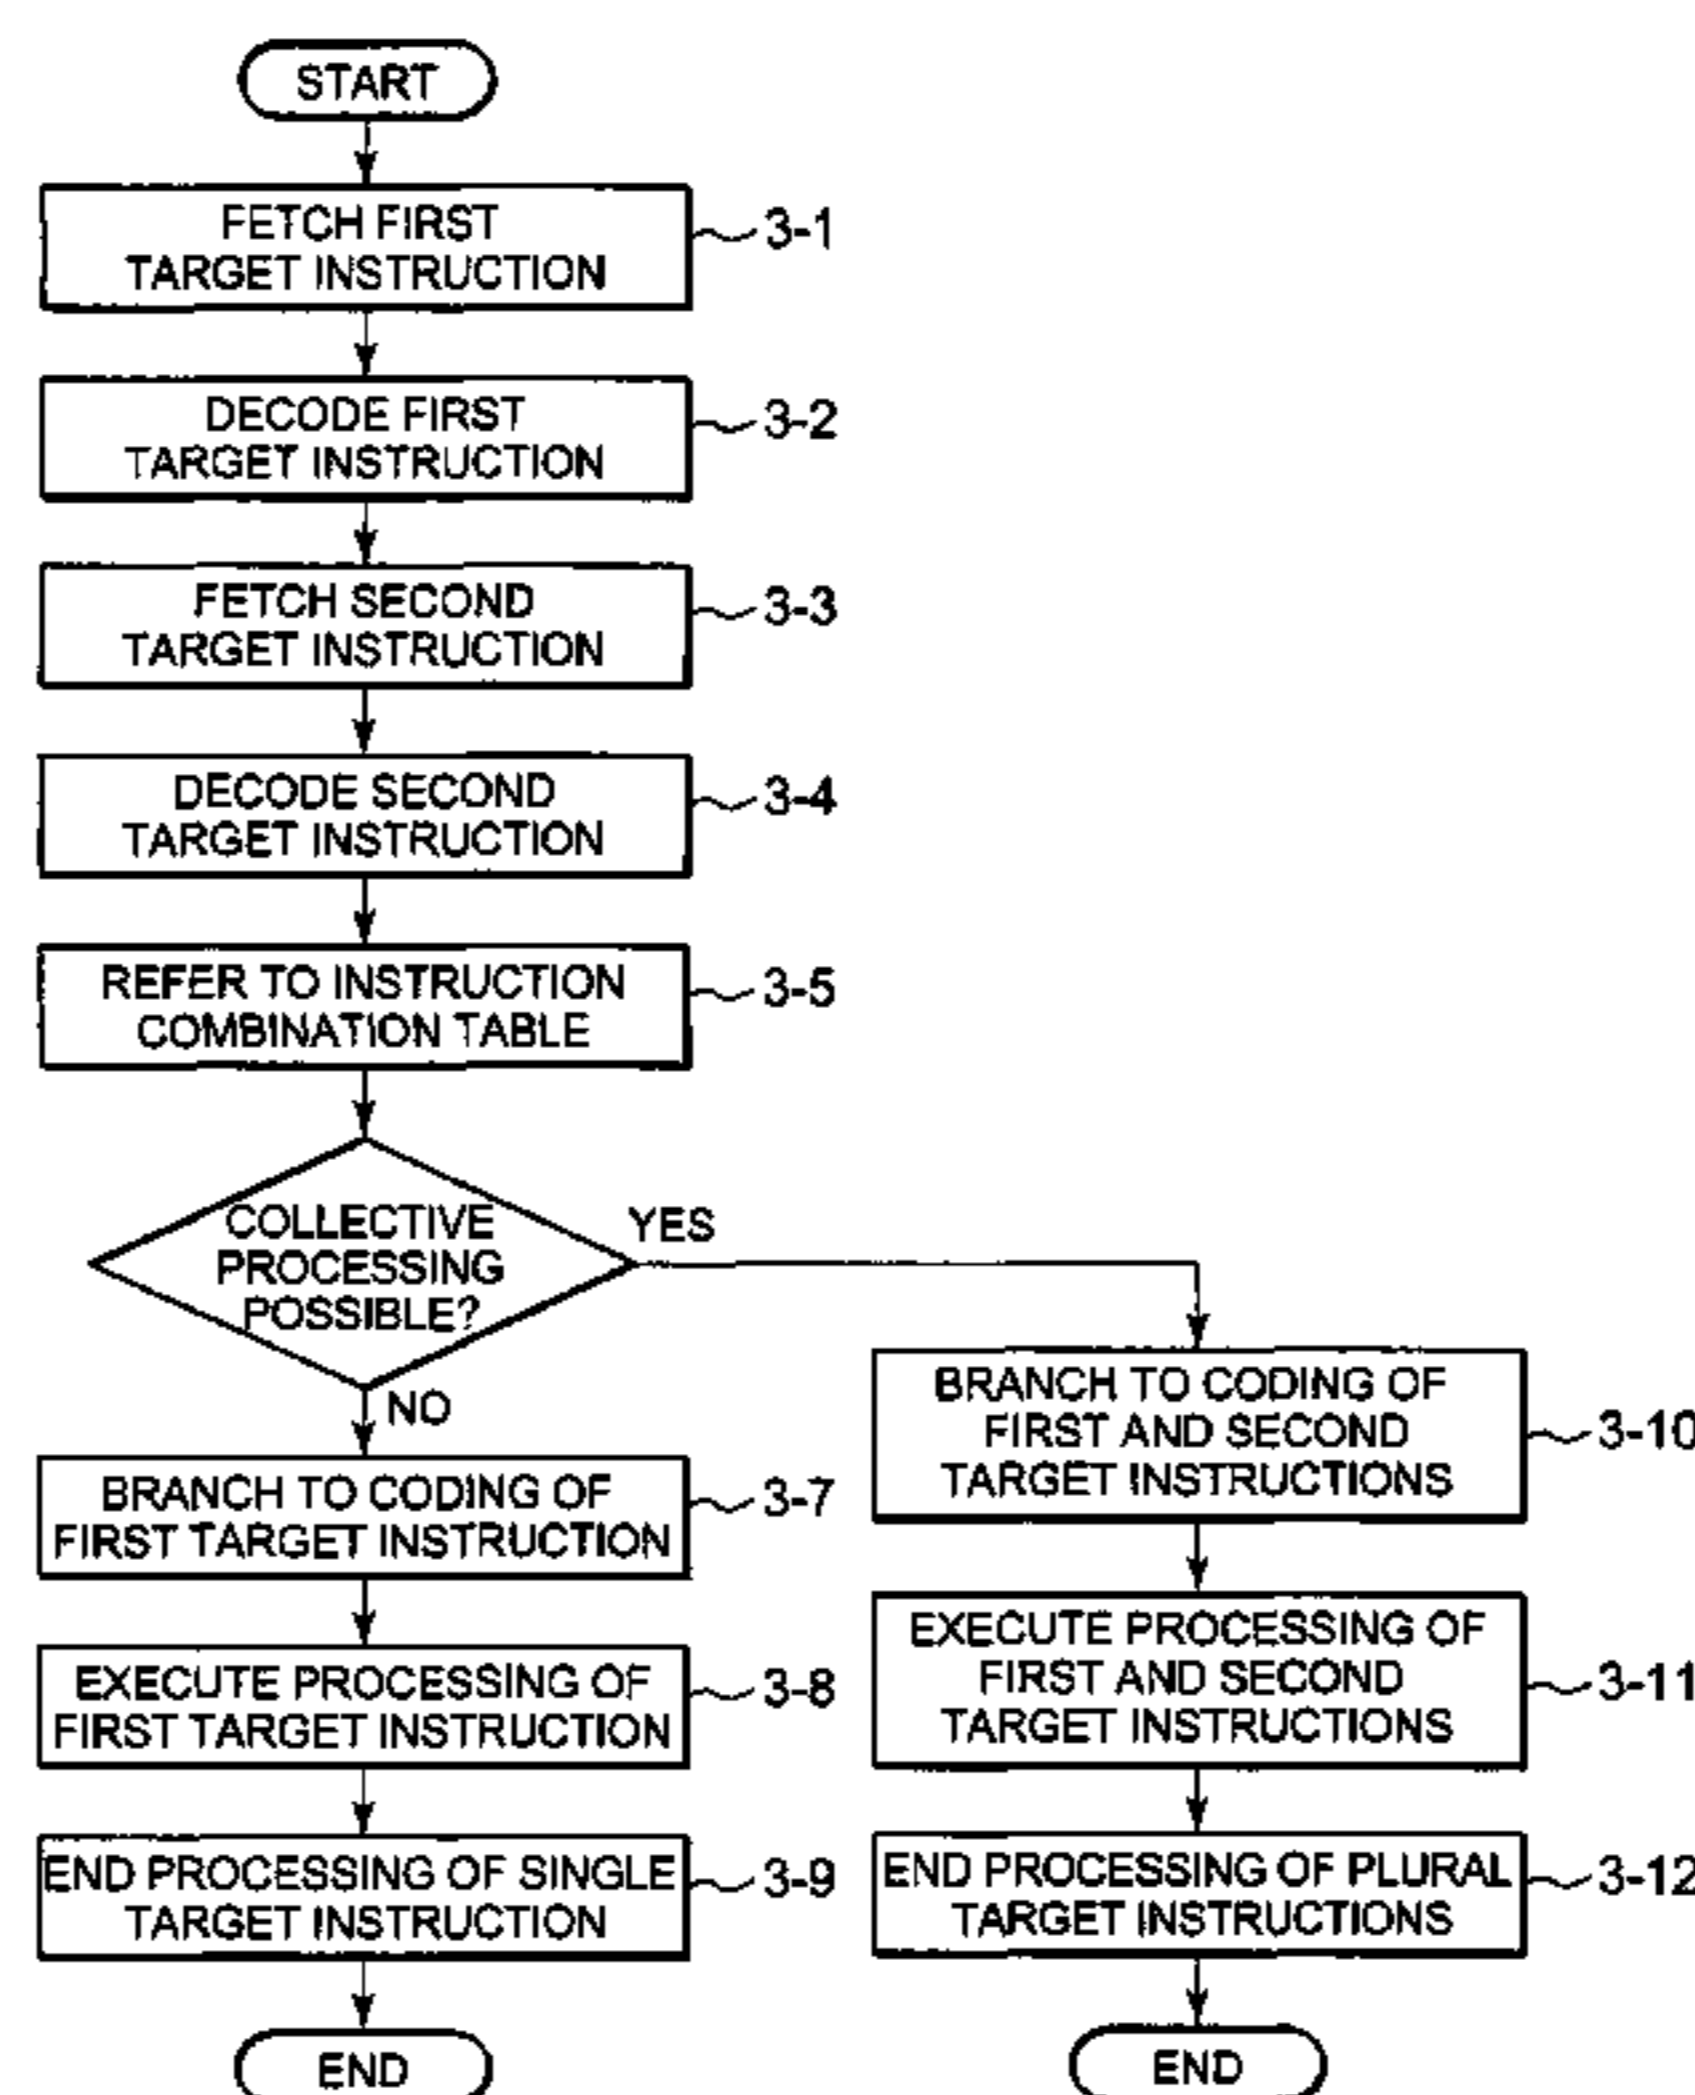 START
FETCH FIRST
TARGET INSTRUCTION
3-1
DECODE FIRST
TARGET INSTRUCTION
3-2
FETCH SECOND
TARGET INSTRUCTION
3-3
DECODE SECOND
TARGET INSTRUCTION
3-4
REFER TO INSTRUCTION
COMBINATION TABLE
3-5
COLLECTIVE
PROCESSING
POSSIBLE?
YES
NO
BRANCH TO CODING OF
FIRST TARGET INSTRUCTION
3-7
EXECUTE PROCESSING OF
FIRST TARGET INSTRUCTION
3-8
END PROCESSING OF SINGLE
TARGET INSTRUCTION
3-9
END
BRANCH TO CODING OF
FIRST AND SECOND
TARGET INSTRUCTIONS
3-10
EXECUTE PROCESSING OF
FIRST AND SECOND
TARGET INSTRUCTIONS
3-11
END PROCESSING OF PLURAL
TARGET INSTRUCTIONS
3-12
END